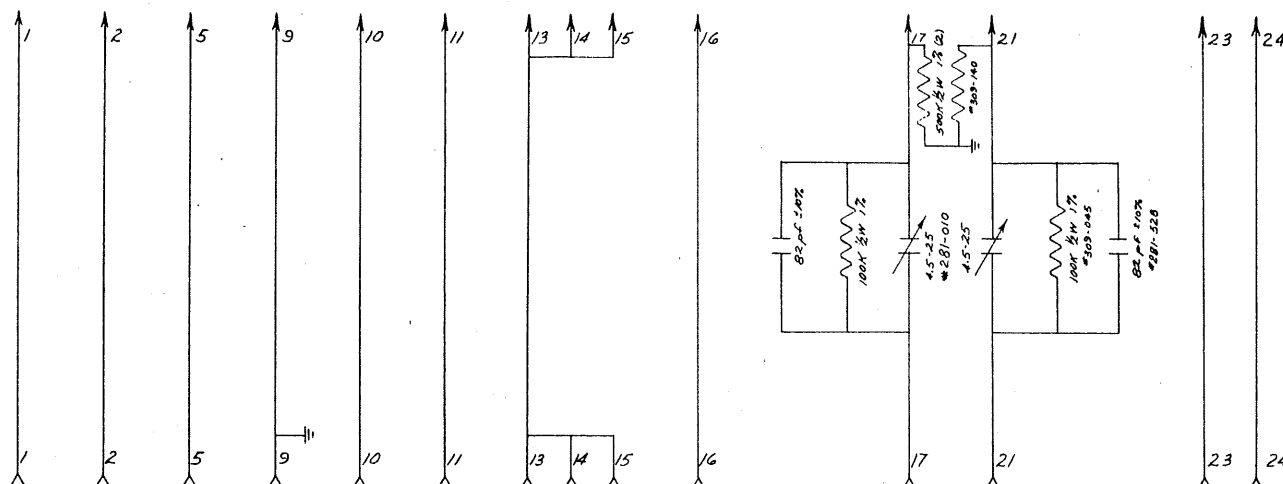 1 2 5 9 10 11 13 14 15 16 17 21 23 24
500K ½W 1% (2)
#309-140
82 pf ±10%
100K ½W 1%
4.5-25
#281-010
4.5-25
100K ½W 1%
#309-045
82 pf ±10%
#281-528
1 2 5 9 10 11 13 14 15 16 17 21 23 24